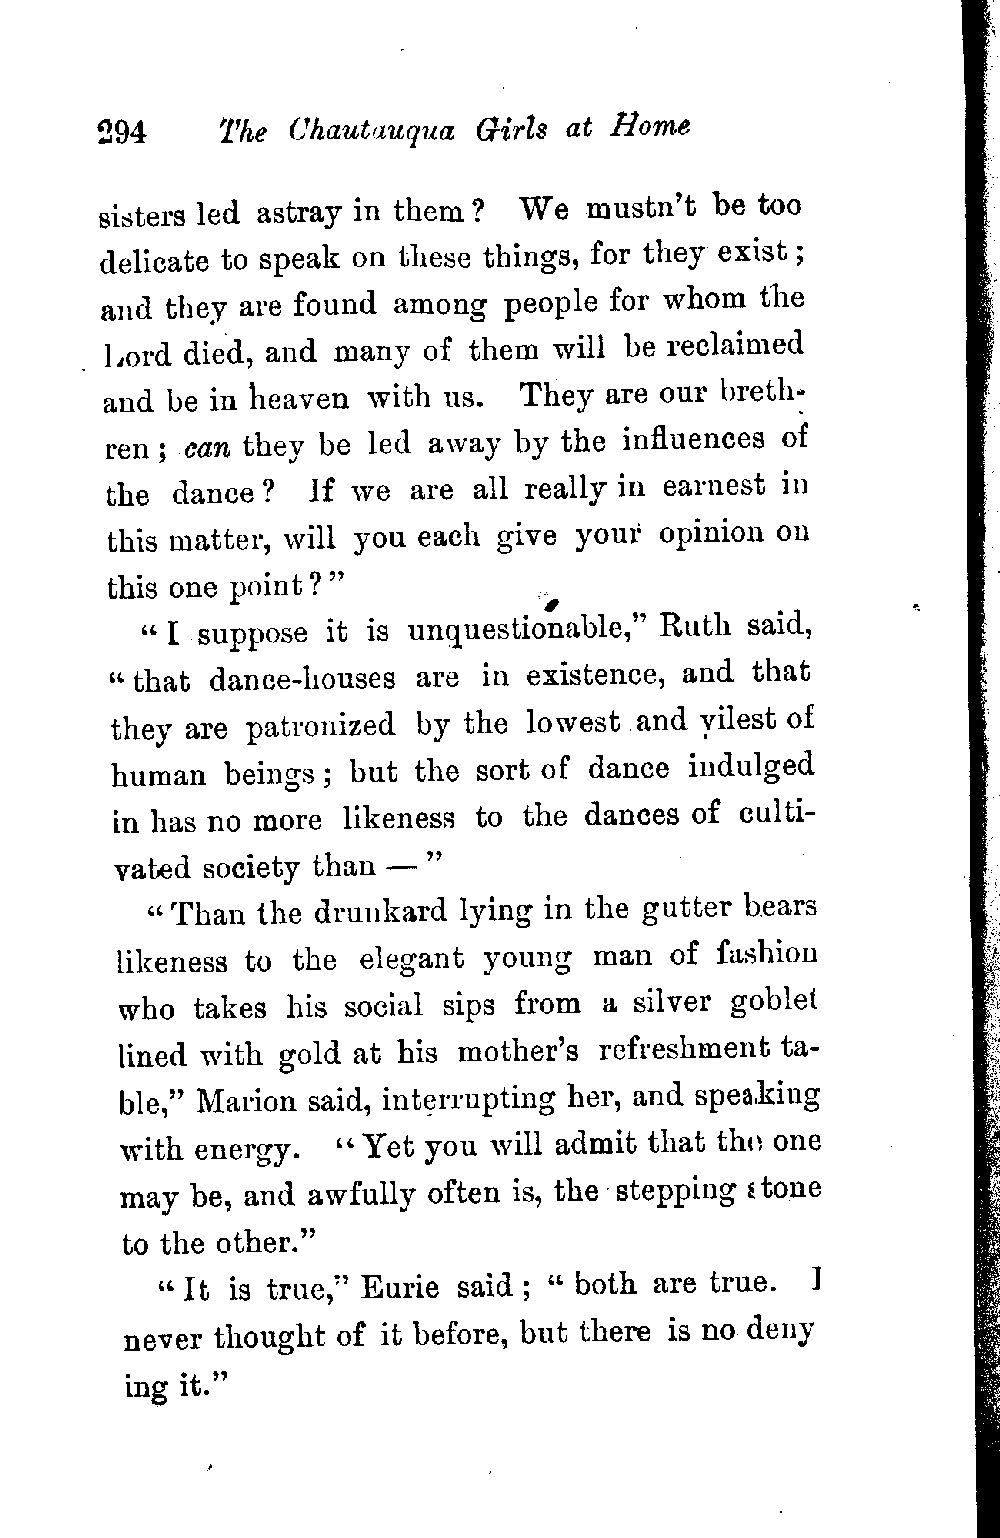 294 The Chautauqua Girls at Home
sisters led astray in them? We mustn't be too
delicate to speak on these things, for they exist;
and they are found among people for whom the
Lord died, and many of them will be reclaimed
and be in heaven with us. They are our breth-
ren; can they be led away by the influences of
the dance? If we are all really in earnest in
this matter, will you each give your opinion on
this one point?"
"I suppose it is unquestionable," Ruth said,
"that dance-houses are in existence, and that
they are patronized by the lowest and vilest of
human beings; but the sort of dance indulged
in has no more likeness to the dances of culti-
vated society than — "
"Than the drunkard lying in the gutter bears
likeness to the elegant young man of fashion
who takes his social sips from a silver goblet
lined with gold at his mother's refreshment ta-
ble," Marion said, interrupting her, and speaking
with energy. "Yet you will admit that the one
may be, and awfully often is, the stepping stone
to the other."
"It is true," Eurie said; "both are true. I
never thought of it before, but there is no deny
ing it."